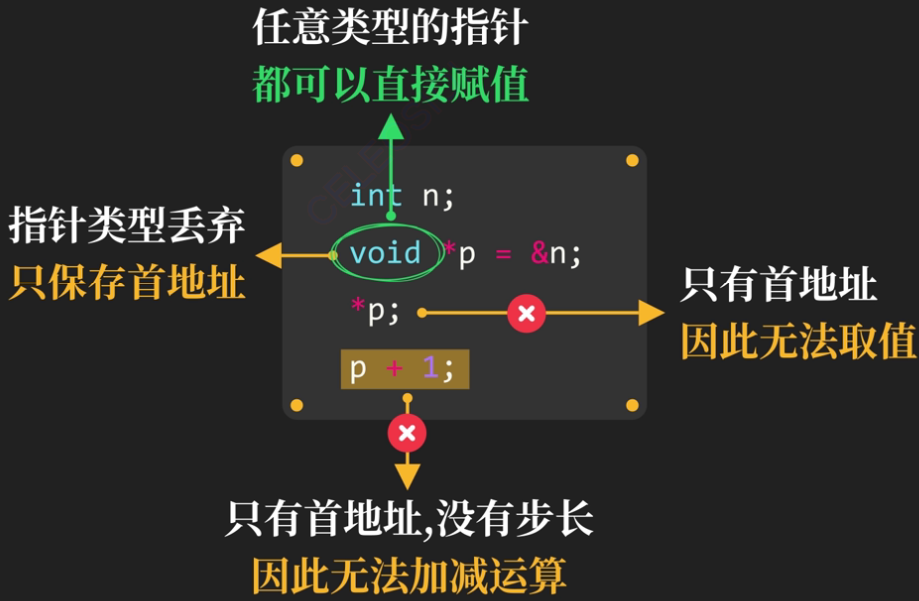 任意类型的指针
都可以直接赋值
int n;
指针类型丢弃
只保存首地址
void *p = &n;
*p;
只有首地址
因此无法取值
p + 1;
只有首地址,没有步长
因此无法加减运算